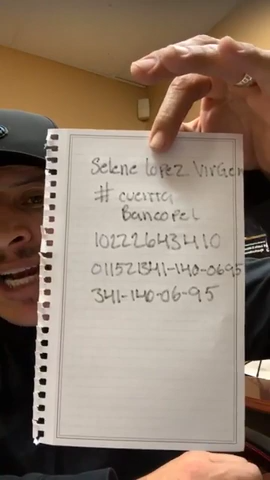 Selene Lopez Virgen
# cuenta
Bancopel
10222643410
011521341-140-0695
341-140-06-95